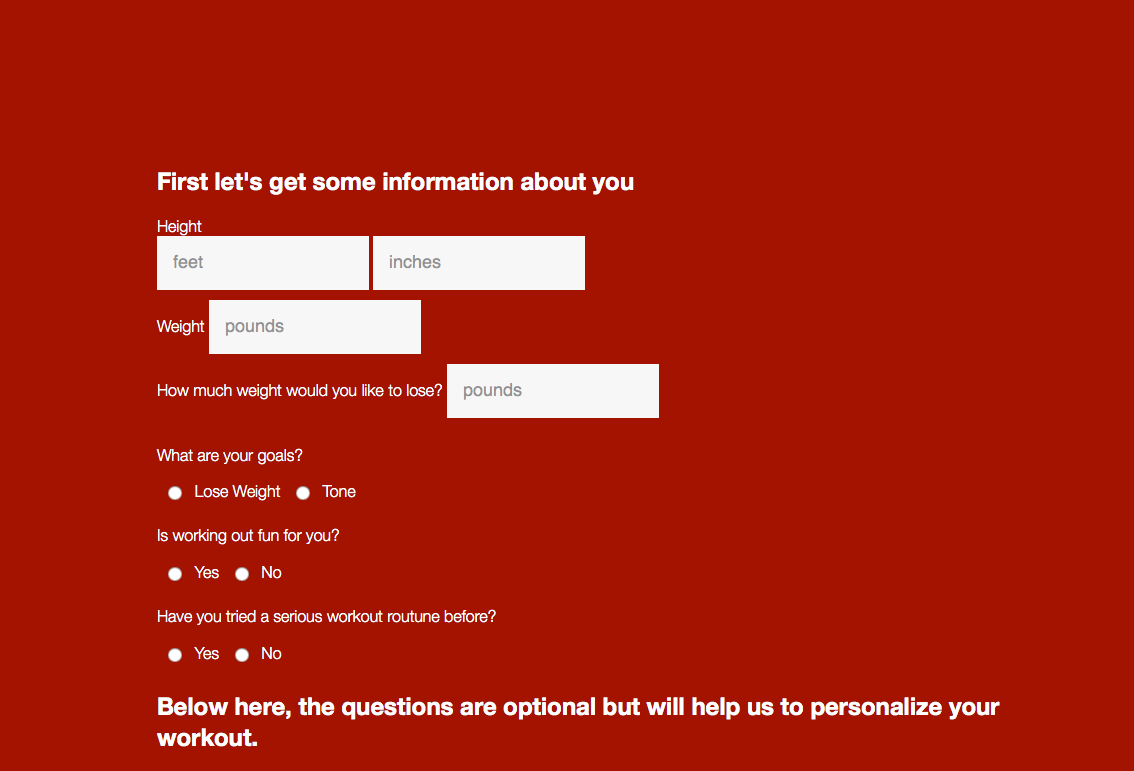 First let's get some information about you
Height
feet inches
Weight pounds
How much weight would you like to lose? pounds
What are your goals?
Lose Weight Tone
Is working out fun for you?
Yes No
Have you tried a serious workout routune before?
Yes No
Below here, the questions are optional but will help us to personalize your
workout.